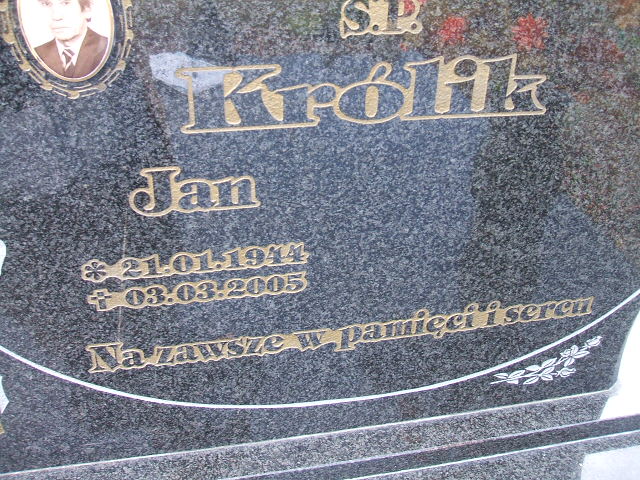 Ś.P.
Królik
Jan
* 21.01.1944
✝ 03.03.2005
Na zawsze w pamięci i sercu